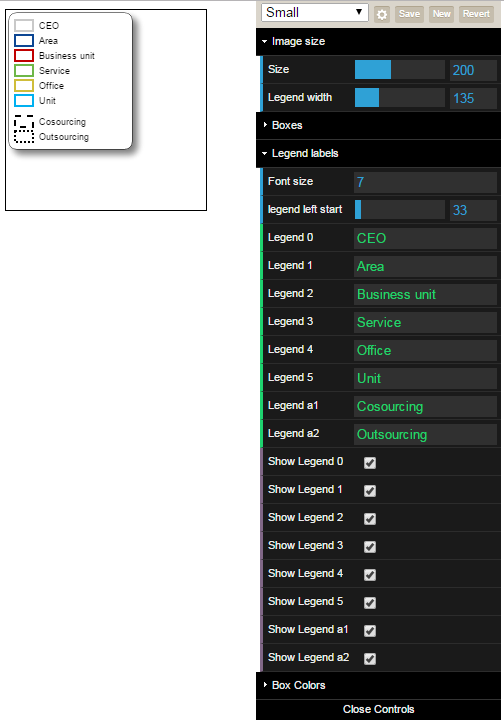 CEO
Area
Business unit
Service
Office
Unit
Cosourcing
Outsourcing
Small
Save
New
Revert
Image size
Size 200
Legend width 135
Boxes
Legend labels
Font size 7
legend left start 33
Legend 0 CEO
Legend 1 Area
Legend 2 Business unit
Legend 3 Service
Legend 4 Office
Legend 5 Unit
Legend a1 Cosourcing
Legend a2 Outsourcing
Show Legend 0
Show Legend 1
Show Legend 2
Show Legend 3
Show Legend 4
Show Legend 5
Show Legend a1
Show Legend a2
Box Colors
Close Controls